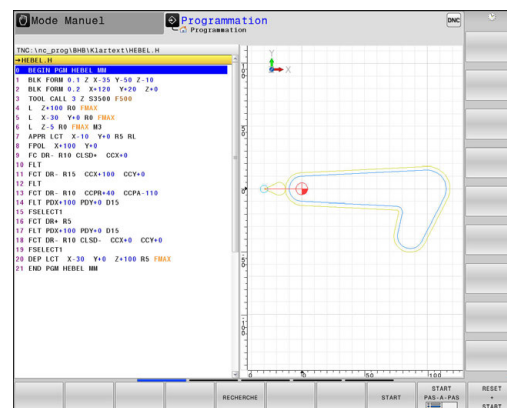 Mode Manuel
Programmation
Programmation
DNC
TNC:\nc_prog\BHB\Klartext\HEBEL.H
→HEBEL.H
0 BEGIN PGM HEBEL MM
1 BLK FORM 0.1 Z X-35 Y-50 Z-10
2 BLK FORM 0.2 X+120 Y+20 Z+0
3 TOOL CALL 3 Z S3500 F500
4 L Z+100 R0 FMAX
5 L X-30 Y+0 R0 FMAX
6 L Z-5 R0 FMAX M3
7 APPR LCT X-10 Y+0 R5 RL
8 FPOL X+100 Y+0
9 FC DR- R10 CLSD+ CCX+0
10 FLT
11 FCT DR- R15 CCX+100 CCY+0
12 FLT
13 FCT DR- R10 CCPR+40 CCPA-110
14 FLT PDX+100 PDY+0 D15
15 FSELECT1
16 FCT DR+ R5
17 FLT PDX+100 PDY+0 D15
18 FCT DR- R10 CLSD- CCX+0 CCY+0
19 FSELECT1
20 DEP LCT X-30 Y+0 Z+100 R5 FMAX
21 END PGM HEBEL MM
Y
X
0
50
100
RECHERCHE
START
START
PAS-A-PAS
RESET
+
START